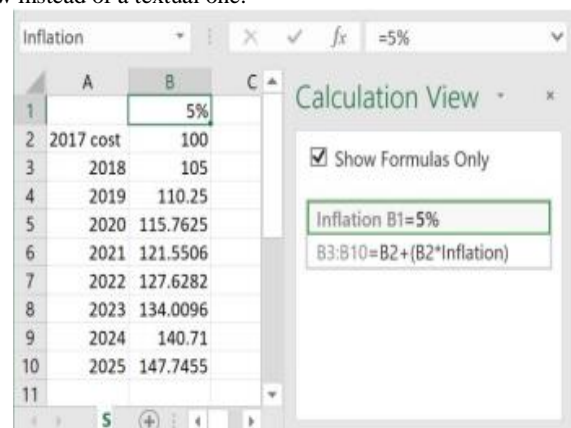 w instead of a textual one.
Inflation fx =5%
A B C
1 5%
2 2017 cost 100
3 2018 105
4 2019 110.25
5 2020 115.7625
6 2021 121.5506
7 2022 127.6282
8 2023 134.0096
9 2024 140.71
10 2025 147.7455
11
S
Calculation View
Show Formulas Only
Inflation B1=5%
B3:B10=B2+(B2*Inflation)